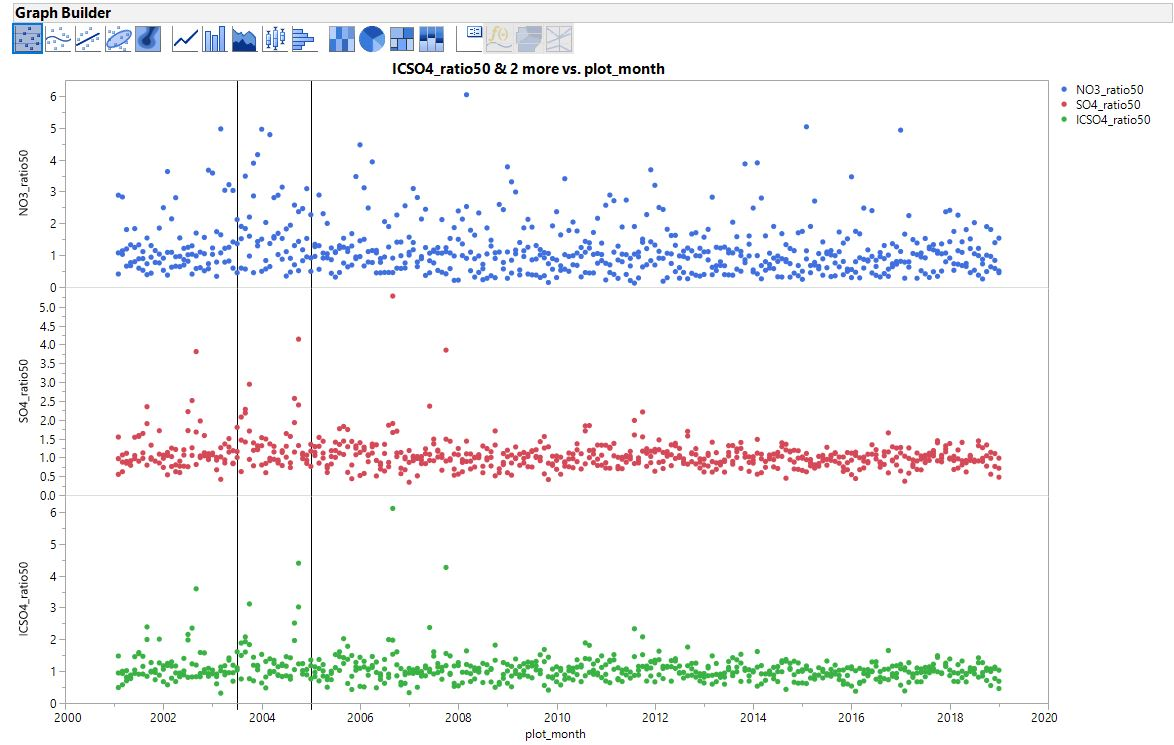 Graph Builder
ICSO4_ratio50 & 2 more vs. plot_month
NO3_ratio50
SO4_ratio50
ICSO4_ratio50
6
5
4
3
2
1
0
NO3_ratio50
5.0
4.5
4.0
3.5
3.0
2.5
2.0
1.5
1.0
0.5
0.0
SO4_ratio50
6
5
4
3
2
1
0
ICSO4_ratio50
2000 2002 2004 2006 2008 2010 2012 2014 2016 2018 2020
plot_month